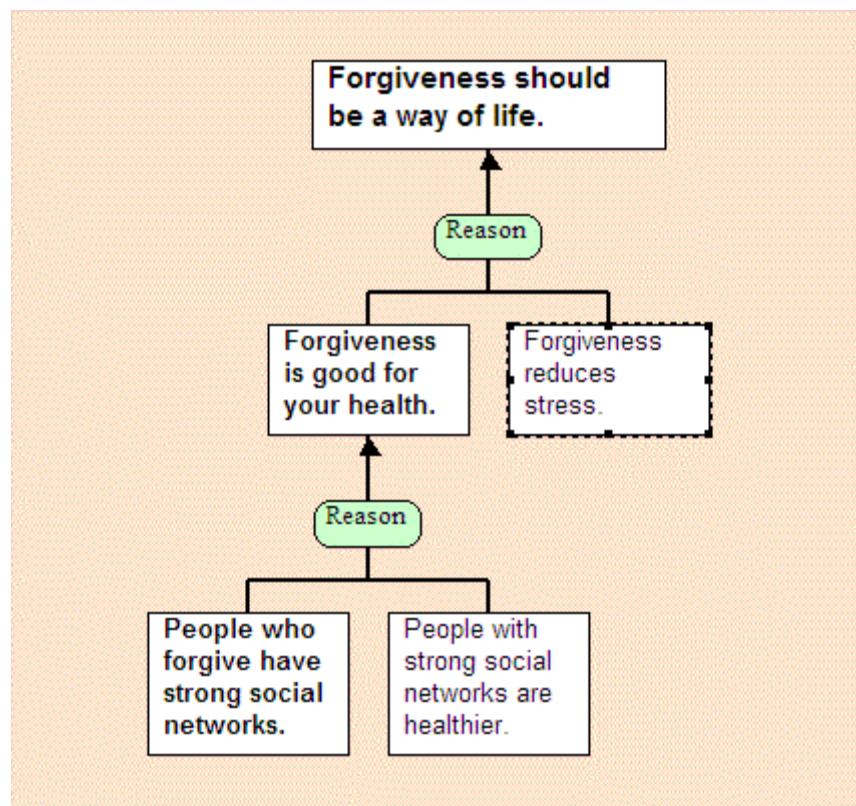 Forgiveness should
be a way of life.
Reason
Forgiveness
is good for
your health.
Forgiveness
reduces
stress.
Reason
People who
forgive have
strong social
networks.
People with
strong social
networks are
healthier.